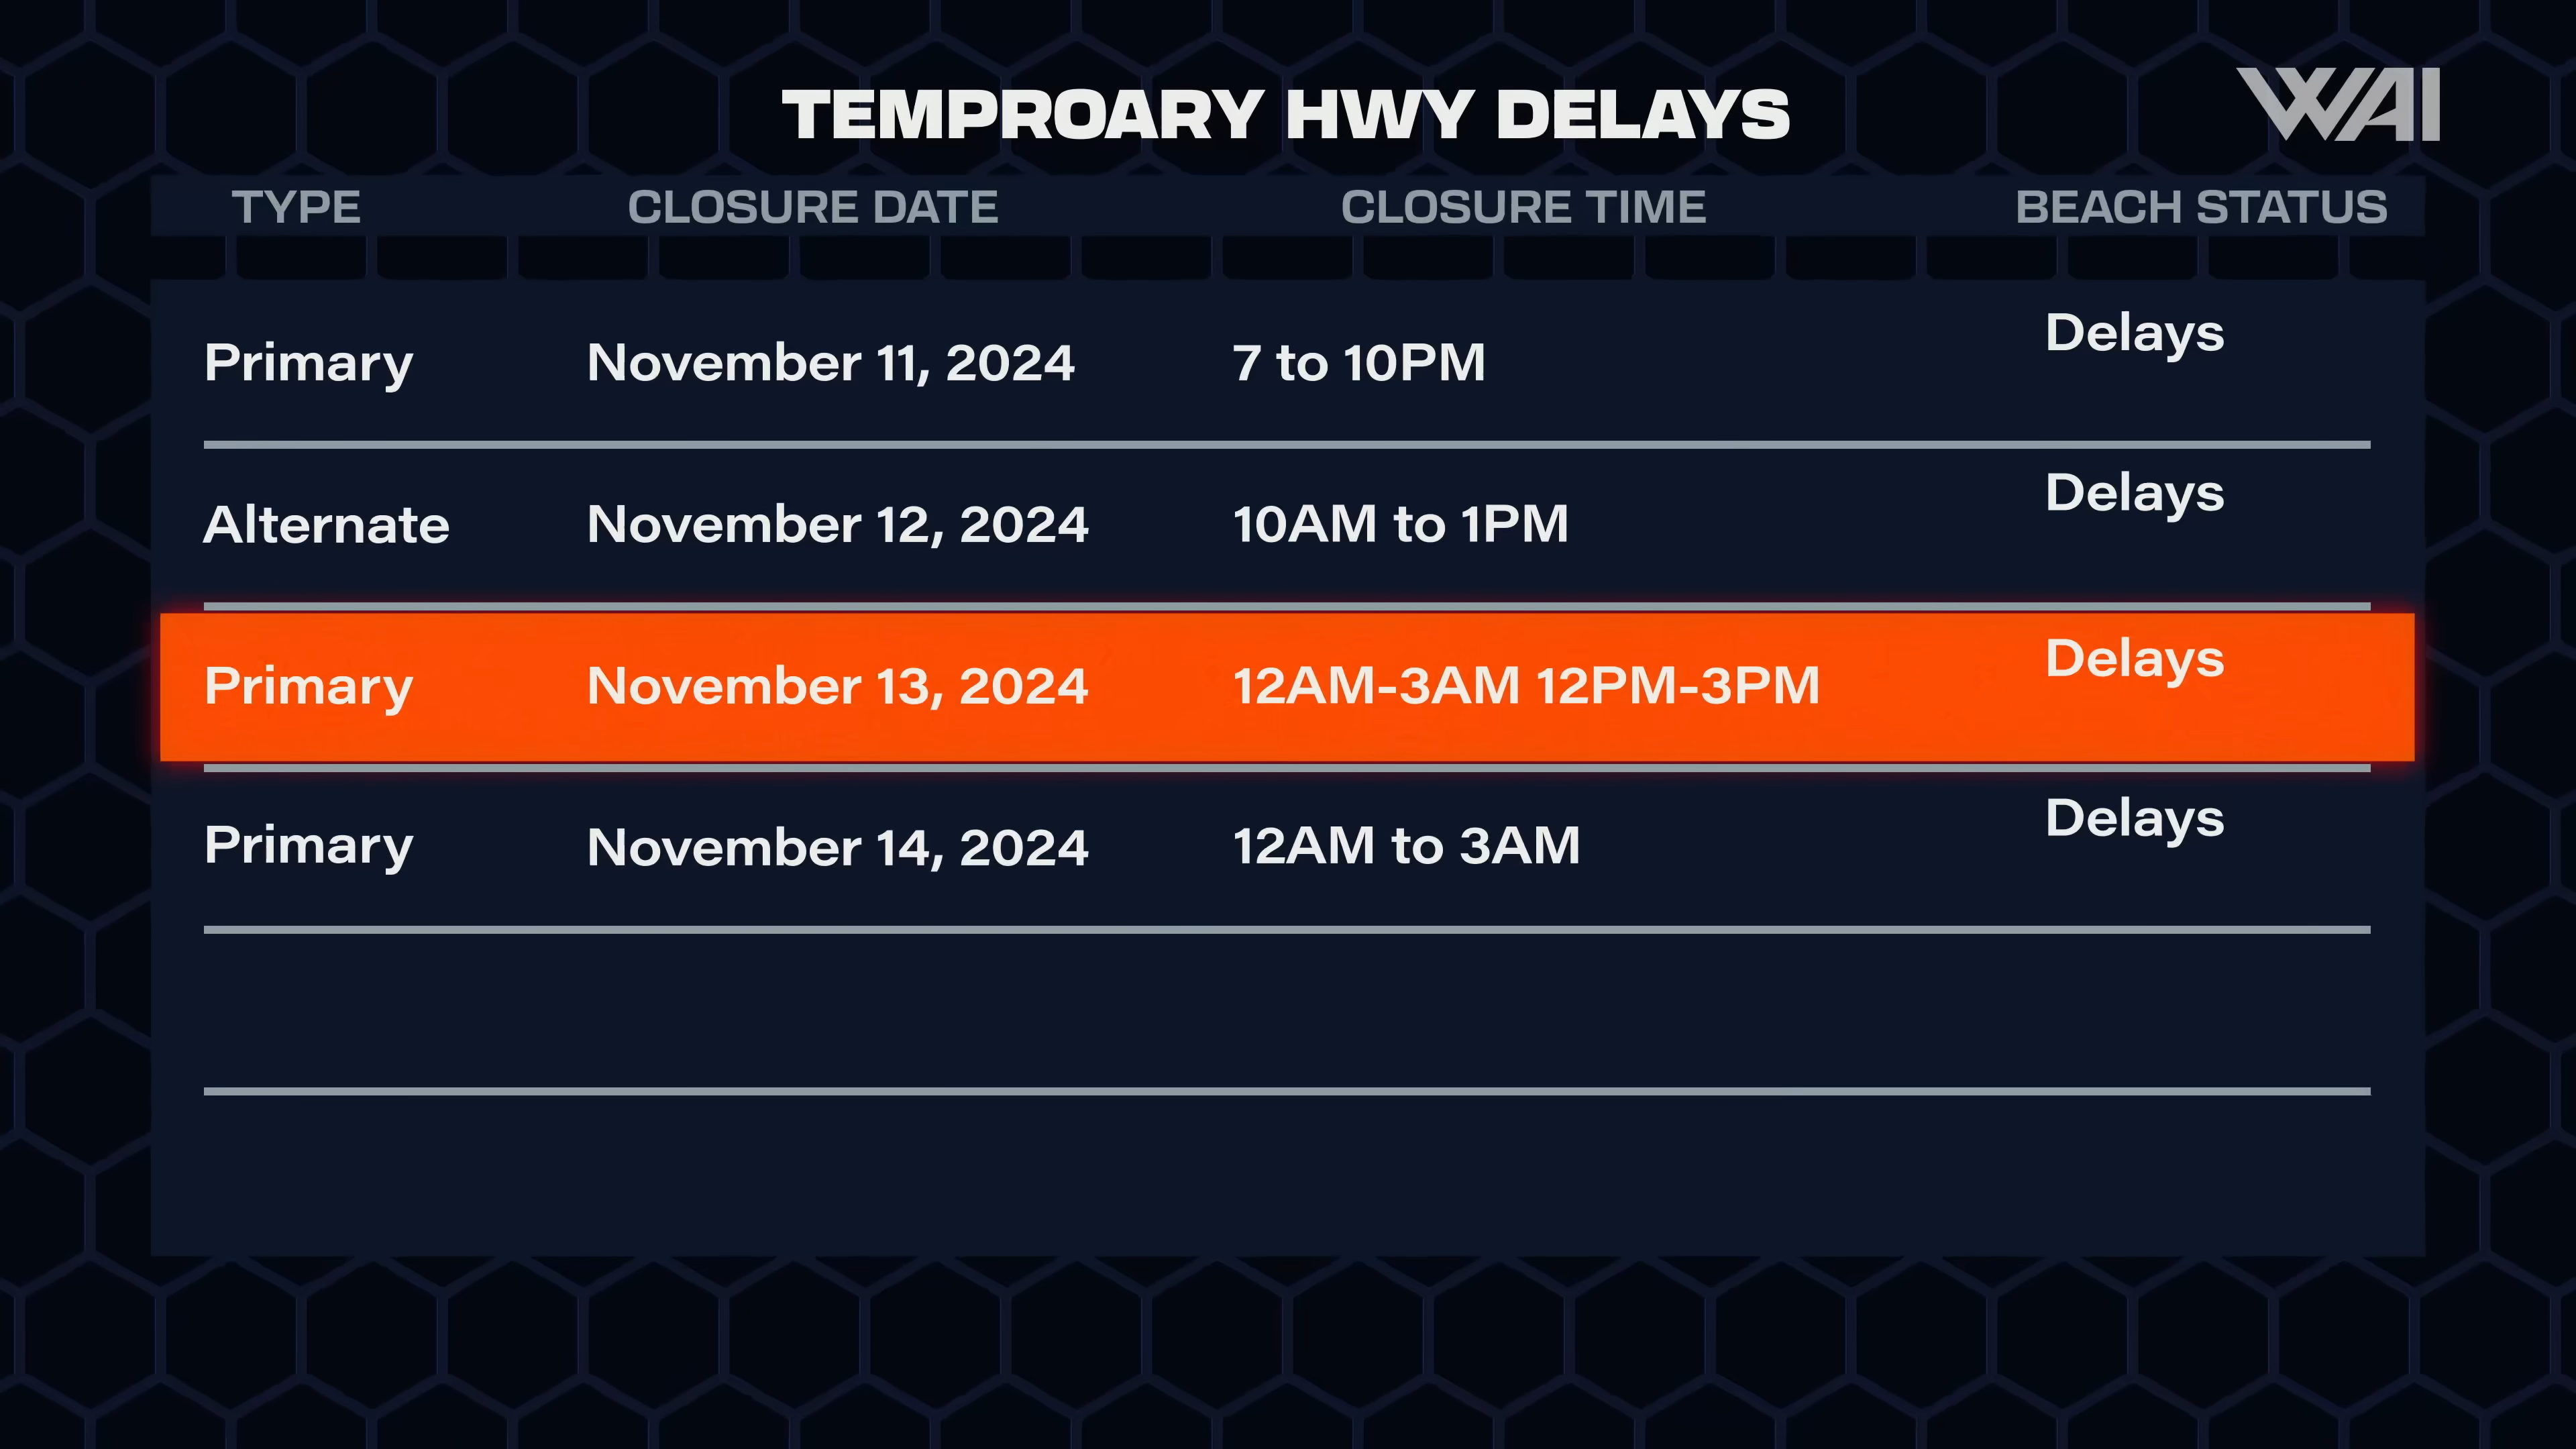 TEMPROARY HWY DELAYS
WAI
TYPE CLOSURE DATE CLOSURE TIME BEACH STATUS
Primary November 11, 2024 7 to 10PM Delays
Alternate November 12, 2024 10AM to 1PM Delays
Primary November 13, 2024 12AM-3AM 12PM-3PM Delays
Primary November 14, 2024 12AM to 3AM Delays